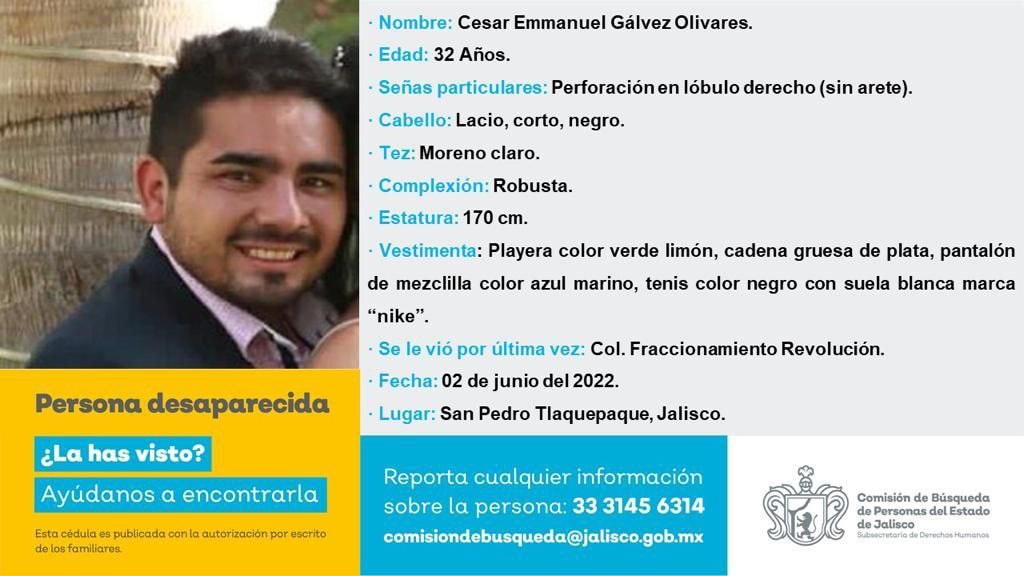 · Nombre: Cesar Emmanuel Gálvez Olivares.
· Edad: 32 Años.
· Señas particulares: Perforación en lóbulo derecho (sin arete).
· Cabello: Lacio, corto, negro.
· Tez: Moreno claro.
· Complexión: Robusta.
· Estatura: 170 cm.
· Vestimenta: Playera color verde limón, cadena gruesa de plata, pantalón
de mezclilla color azul marino, tenis color negro con suela blanca marca
“nike”.
· Se le vió por última vez: Col. Fraccionamiento Revolución.
· Fecha: 02 de junio del 2022.
· Lugar: San Pedro Tlaquepaque, Jalisco.
Persona desaparecida
¿La has visto?
Ayúdanos a encontrarla
Esta cédula es publicada con la autorización por escrito
de los familiares.
Reporta cualquier información
sobre la persona: 33 3145 6314
comisiondebusqueda@jalisco.gob.mx
Comisión de Búsqueda
de Personas del Estado
de Jalisco
Subsecretaría de Derechos Humanos